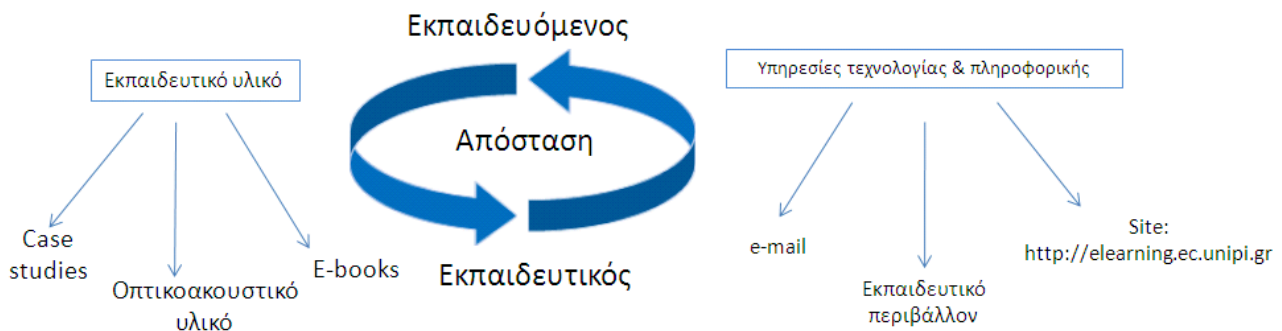 Εκπαιδευόμενος
Εκπαιδευτικό υλικό
Υπηρεσίες τεχνολογίας & πληροφορικής
Απόσταση
Case
studies
Οπτικοακουστικό
υλικό
E-books
Εκπαιδευτικός
e-mail
Εκπαιδευτικό
περιβάλλον
Site:
http://elearning.ec.unipi.gr